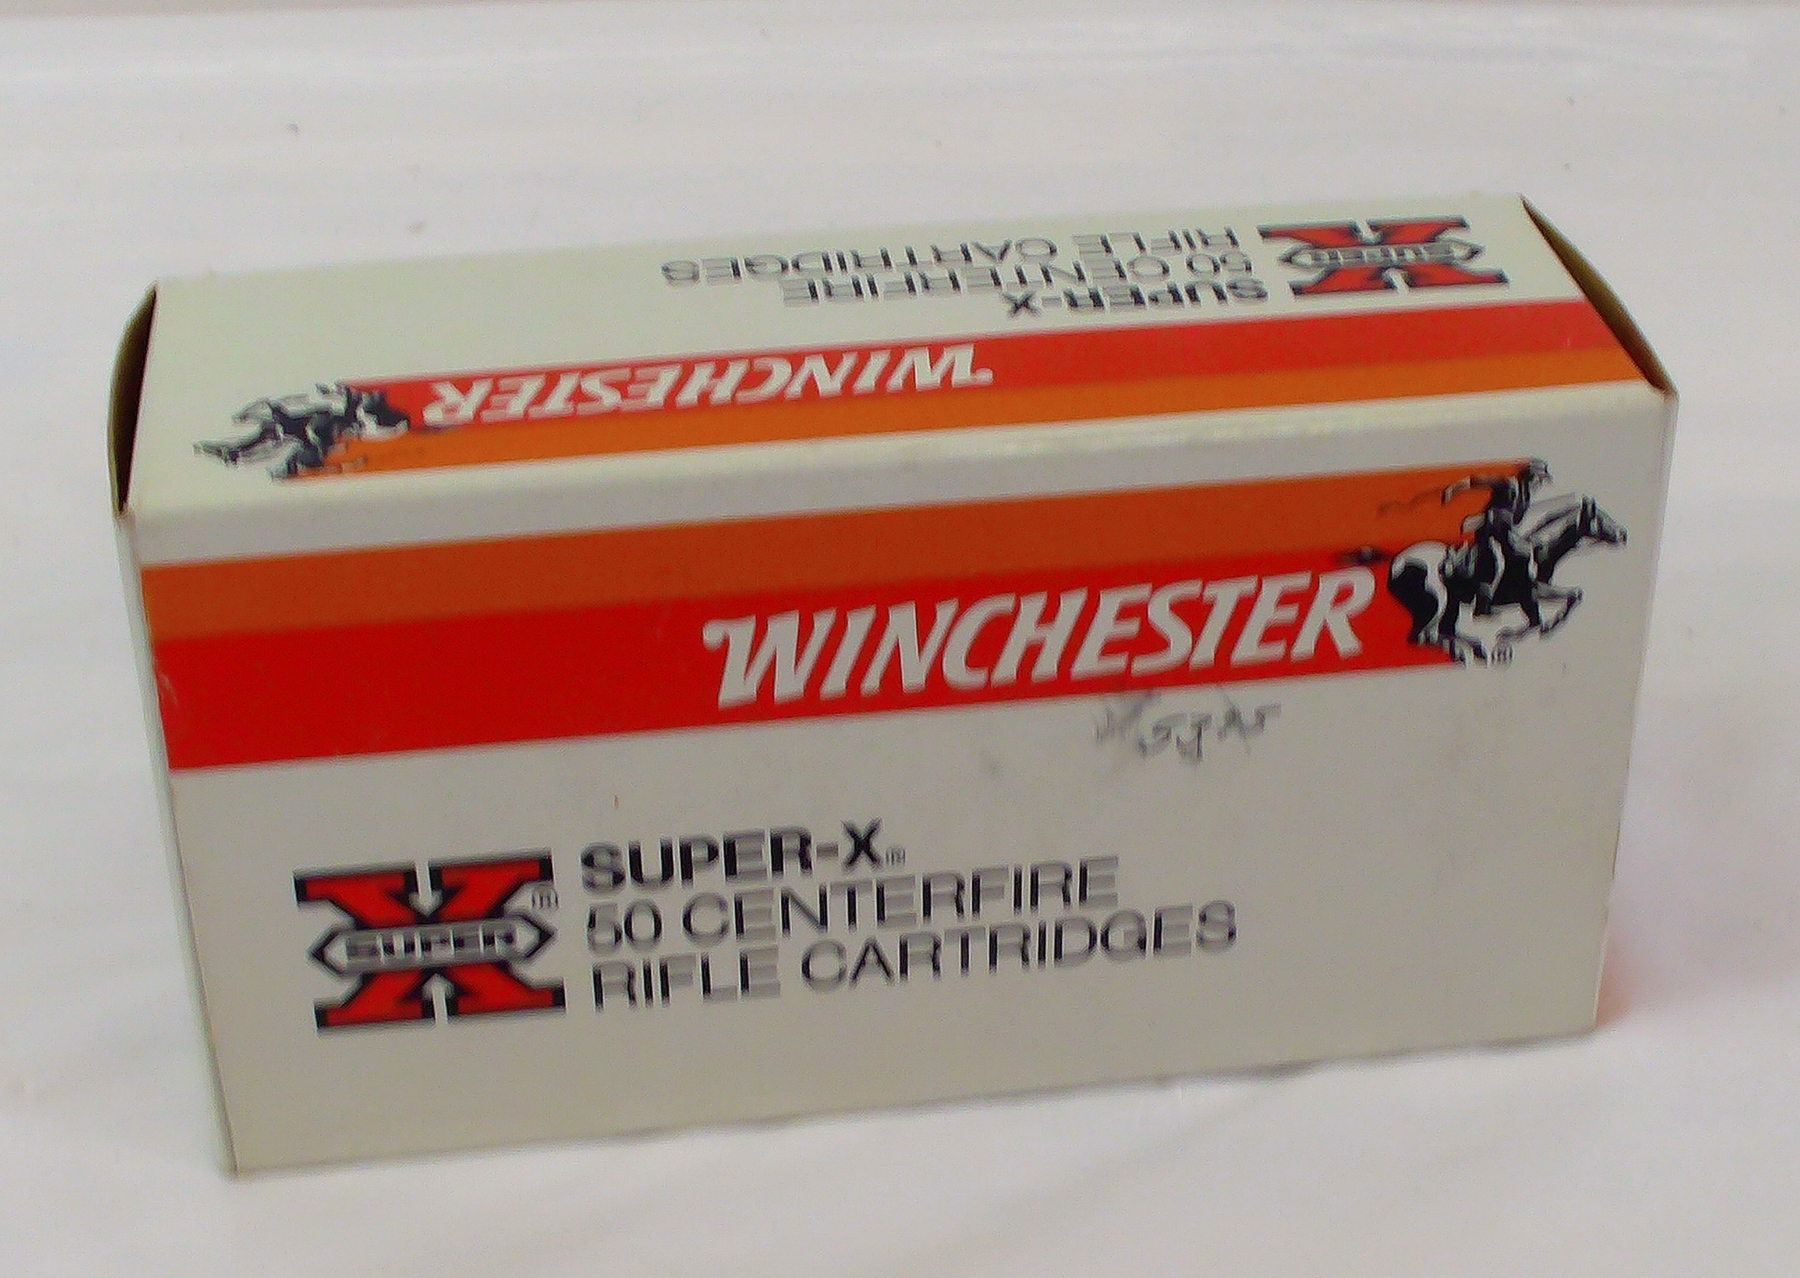 SUPER-X
50 CENTERFIRE
RIFLE CARTRIDGES
SUPER
WINCHESTER
WINCHESTER
®
SUPER-X®
50 CENTERFIRE
RIFLE CARTRIDGES
SUPER
®